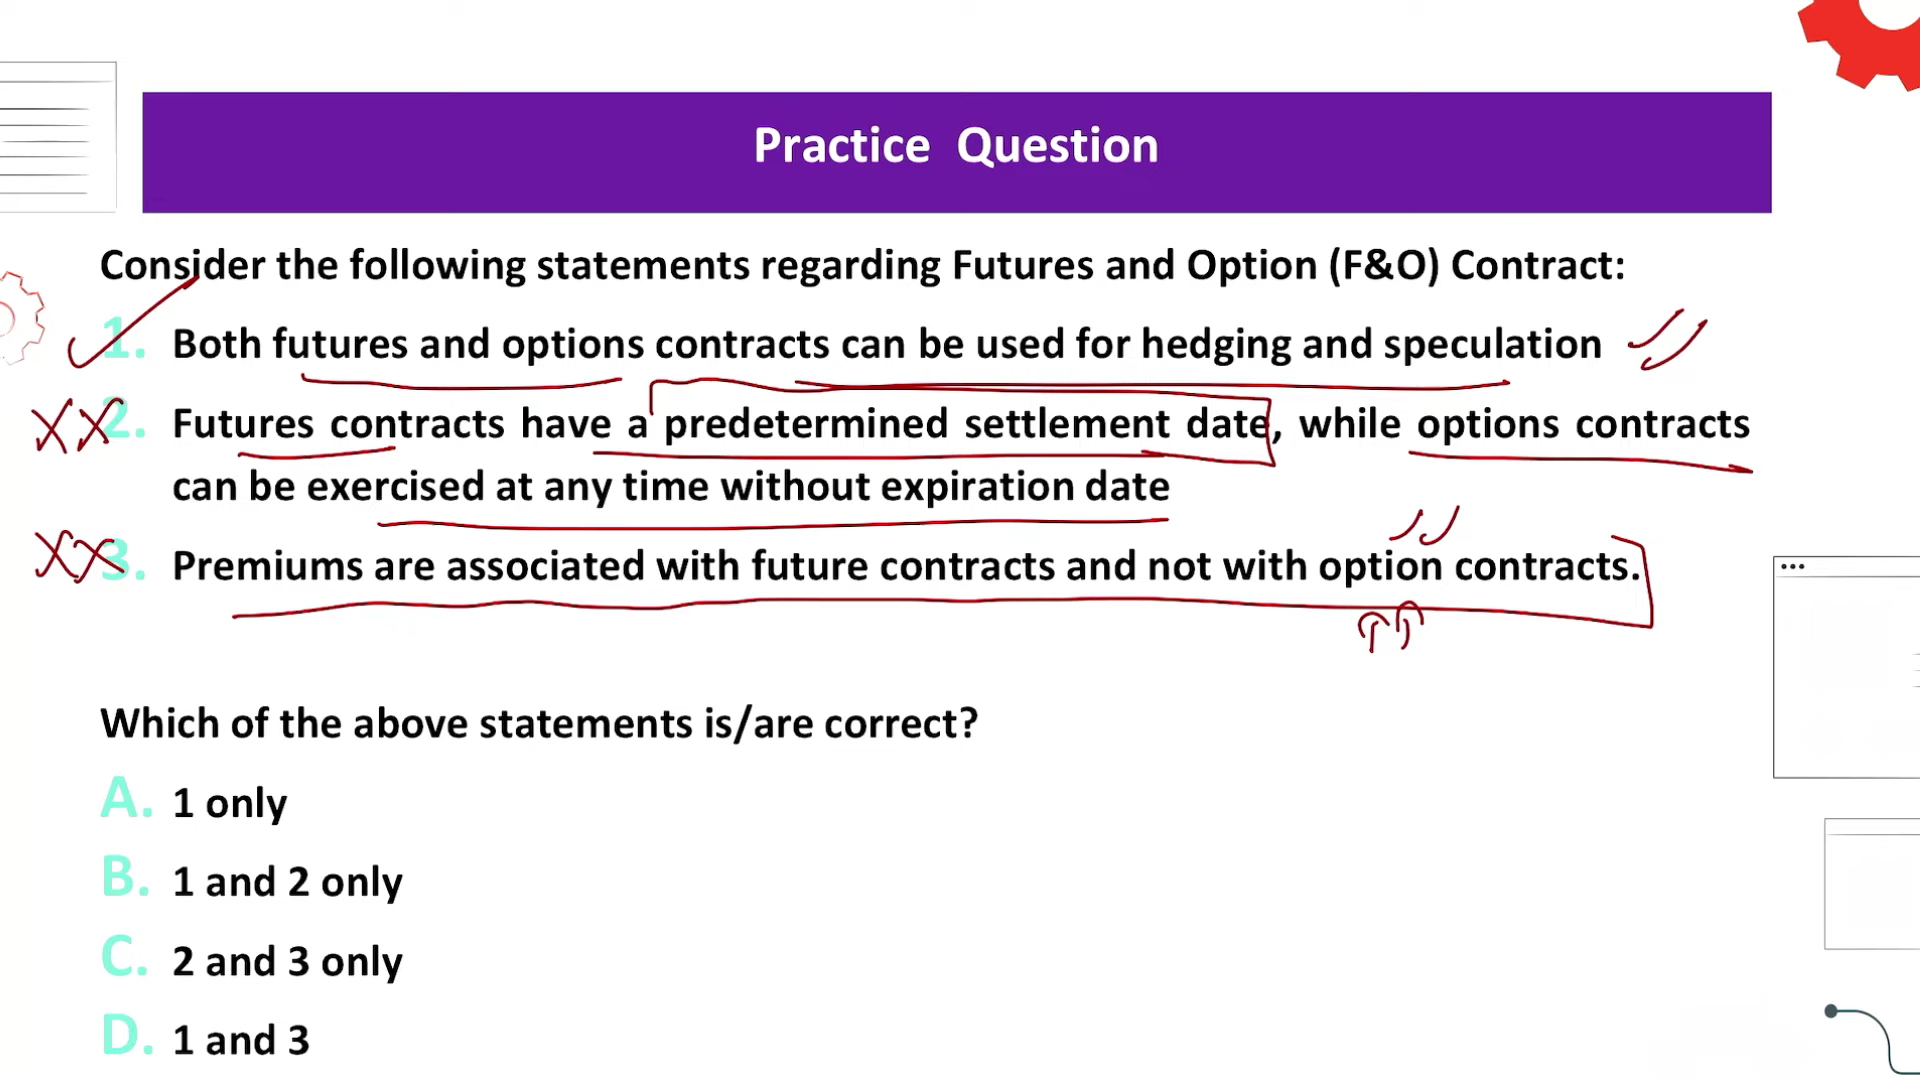 Practice Question
Consider the following statements regarding Futures and Option (F&O) Contract:
1. Both futures and options contracts can be used for hedging and speculation
2. Futures contracts have a predetermined settlement date, while options contracts
can be exercised at any time without expiration date
3. Premiums are associated with future contracts and not with option contracts.
Which of the above statements is/are correct?
A. 1 only
B. 1 and 2 only
C. 2 and 3 only
D. 1 and 3